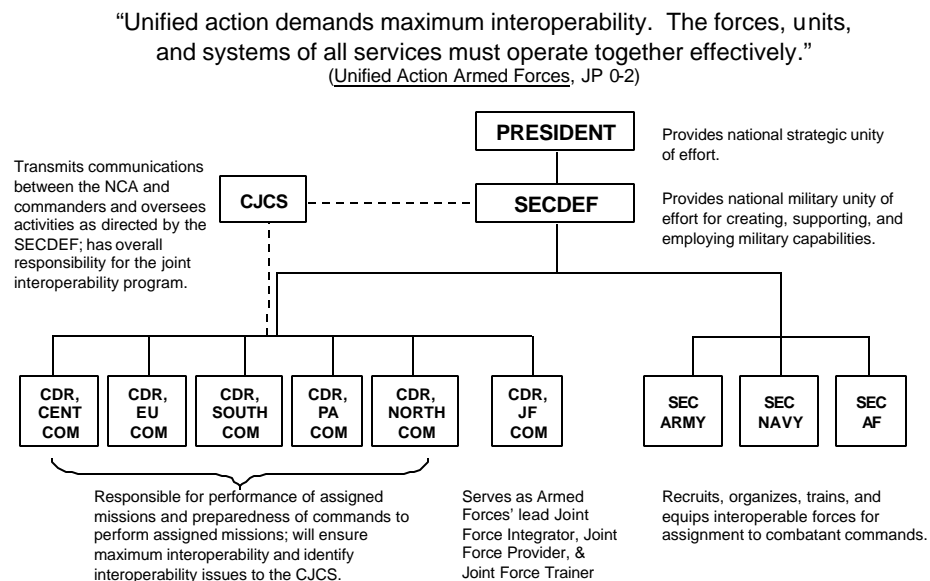 “Unified action demands maximum interoperability. The forces, units,
and systems of all services must operate together effectively.”
(Unified Action Armed Forces, JP 0-2)
PRESIDENT
Provides national strategic unity
of effort.
Transmits communications
between the NCA and
commanders and oversees
activities as directed by the
SECDEF; has overall
responsibility for the joint
interoperability program.
CJCS
SECDEF
Provides national military unity of
effort for creating, supporting, and
employing military capabilities.
CDR,
CENT
COM
CDR,
EU
COM
CDR,
SOUTH
COM
CDR,
PA
COM
CDR,
NORTH
COM
CDR,
JF
COM
SEC
ARMY
SEC
NAVY
SEC
AF
Responsible for performance of assigned
missions and preparedness of commands to
perform assigned missions; will ensure
maximum interoperability and identify
interoperability issues to the CJCS.
Serves as Armed
Forces’ lead Joint
Force Integrator, Joint
Force Provider, &
Joint Force Trainer
Recruits, organizes, trains, and
equips interoperable forces for
assignment to combatant commands.